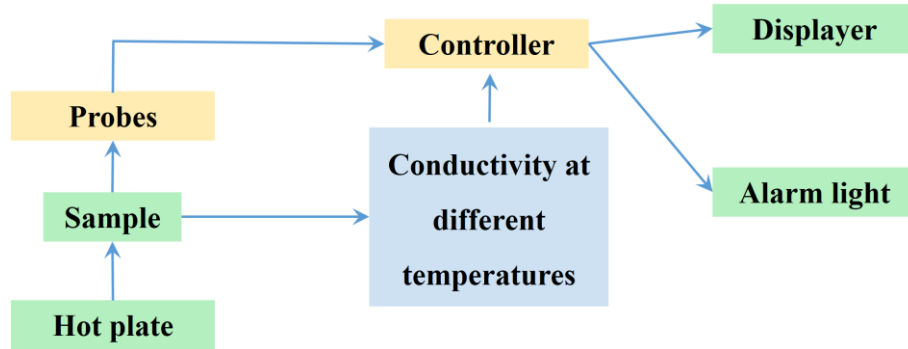 Controller
Displayer
Probes
Conductivity at
different
temperatures
Alarm light
Sample
Hot plate